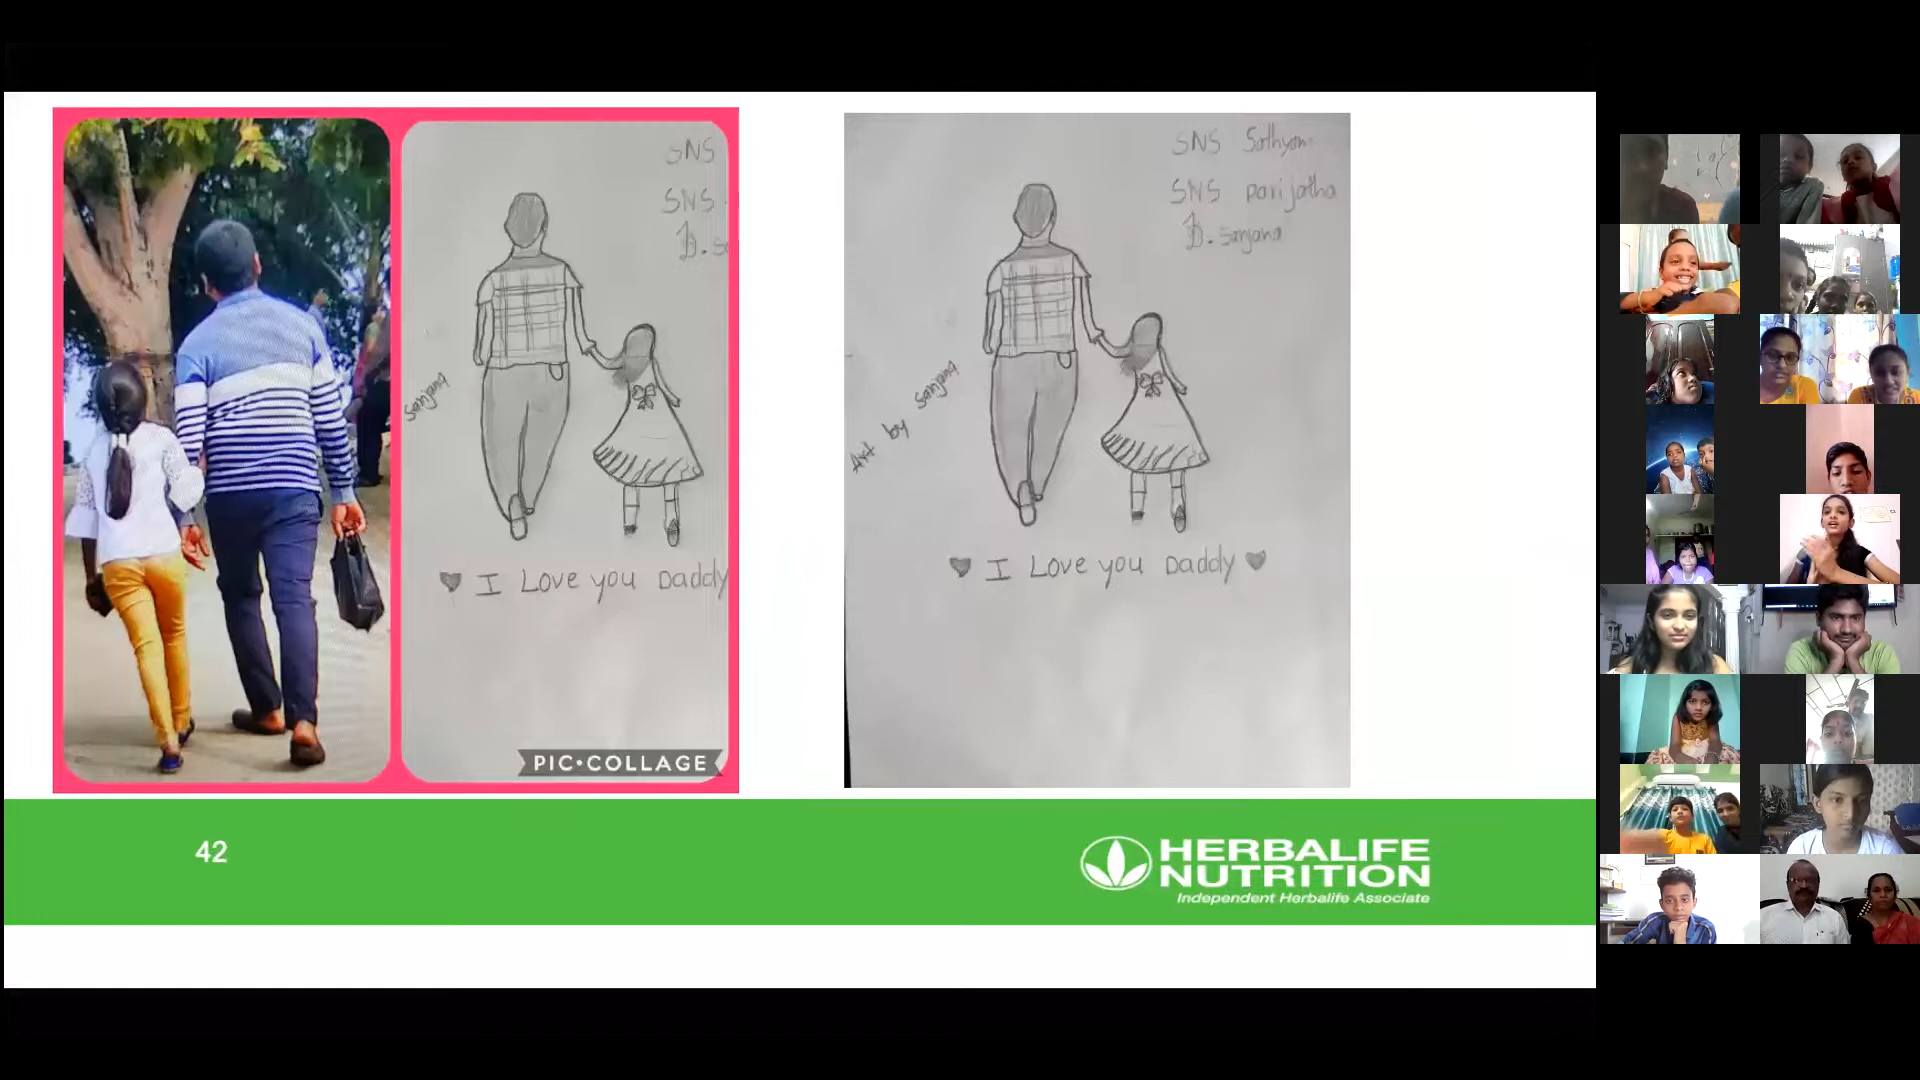 SNS
SNS
D. sa
Sanjana
I Love you Daddy
PIC•COLLAGE
SNS Sathyam
SNS parijatha
D. Sanjana
Art by Sanjana
I Love you Daddy
42
HERBALIFE
NUTRITION
Independent Herbalife Associate